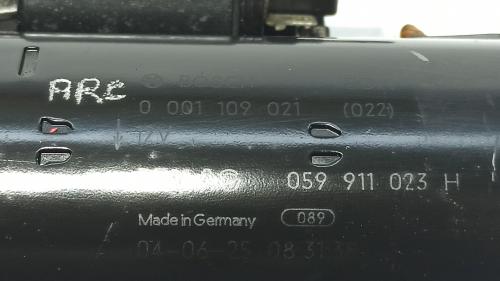 BOSCH
ARC
0 001 109 021 (022)
12V
059 911 023 H
Made in Germany 089
04-06-25 08:31:38